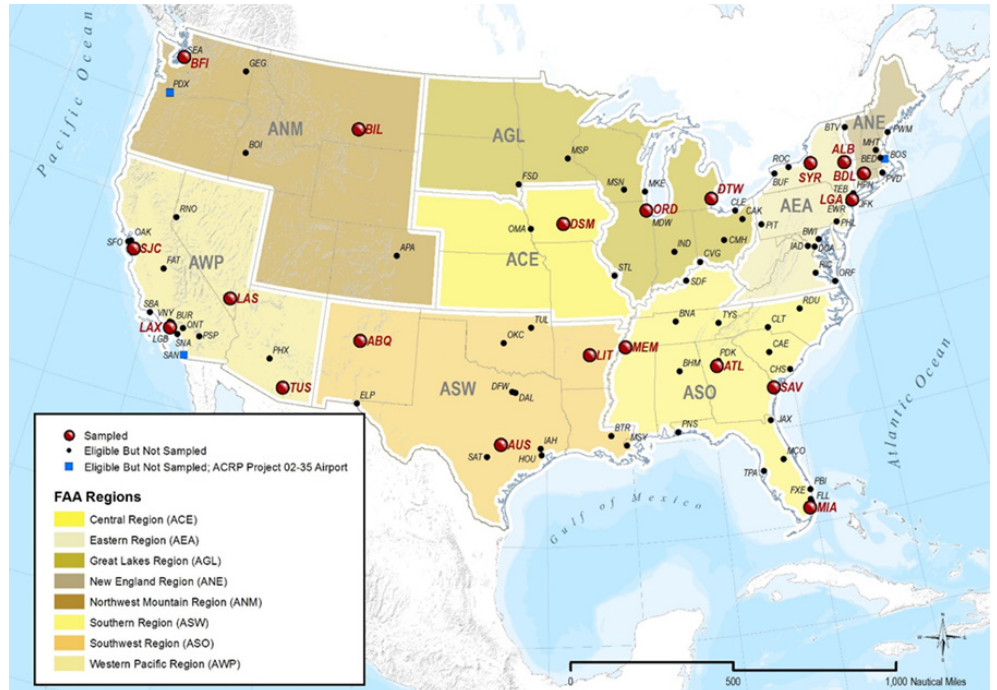 Pacific Ocean
SEA
BFI
PDX
GEG
BOI
ANM
BIL
APA
AGL
MSP
FSD
MSN
MKE
ORD
MDW
DTW
CLE
CAK
CMH
IND
CVG
ANE
BTV
PWM
MHT
BED
BOS
PVD
ALB
BDL
SYR
ROC
BUF
HPN
TEB
LGA
EWR
JFK
PHL
AEA
PIT
BWI
IAD
DCA
RIC
ORF
ACE
OMA
DSM
STL
SDF
RNO
OAK
SFO
SJC
FAT
AWP
LAS
SBA
VNY
BUR
LAX
ONT
LGB
SNA
PSP
SAN
PHX
TUS
ABQ
ELP
ASW
OKC
TUL
LIT
DFW
DAL
AUS
SAT
IAH
HOU
BTR
MSY
MEM
BNA
TYS
CLT
RDU
CAE
CHS
BHM
PDK
ATL
ASO
SAV
PNS
JAX
MCO
TPA
PBI
FXE
FLL
MIA
Gulf of Mexico
Atlantic Ocean
Sampled
Eligible But Not Sampled
Eligible But Not Sampled; ACRP Project 02-35 Airport
FAA Regions
Central Region (ACE)
Eastern Region (AEA)
Great Lakes Region (AGL)
New England Region (ANE)
Northwest Mountain Region (ANM)
Southern Region (ASW)
Southwest Region (ASO)
Western Pacific Region (AWP)
N
W
E
S
0
500
1,000 Nautical Miles